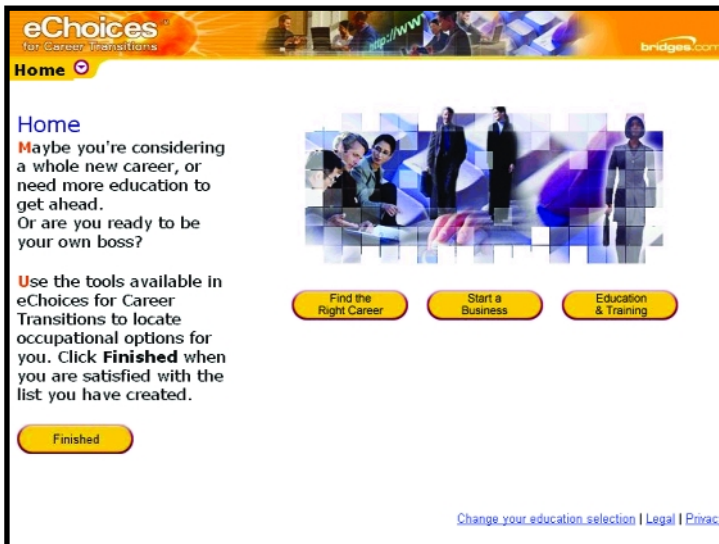 eChoices
for Career Transitions
http://www
bridges.com
Home
Home
Maybe you're considering
a whole new career, or
need more education to
get ahead.
Or are you ready to be
your own boss?
Use the tools available in
eChoices for Career
Transitions to locate
occupational options for
you. Click Finished when
you are satisfied with the
list you have created.
Find the
Right Career
Start a
Business
Education
& Training
Finished
Change your education selection | Legal | Privac